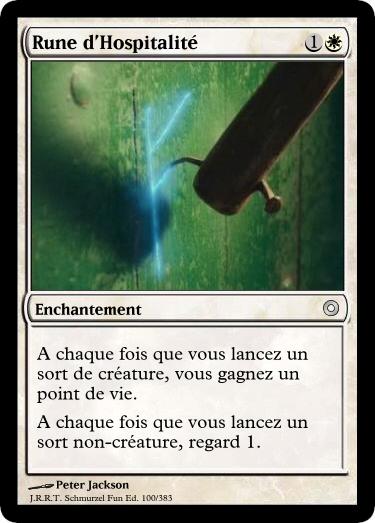 Rune d'Hospitalité 1
Enchantement
A chaque fois que vous lancez un
sort de créature, vous gagnez un
point de vie.
A chaque fois que vous lancez un
sort non-créature, regard 1.
Peter Jackson
J.R.R.T. Schmurzel Fun Ed. 100/383